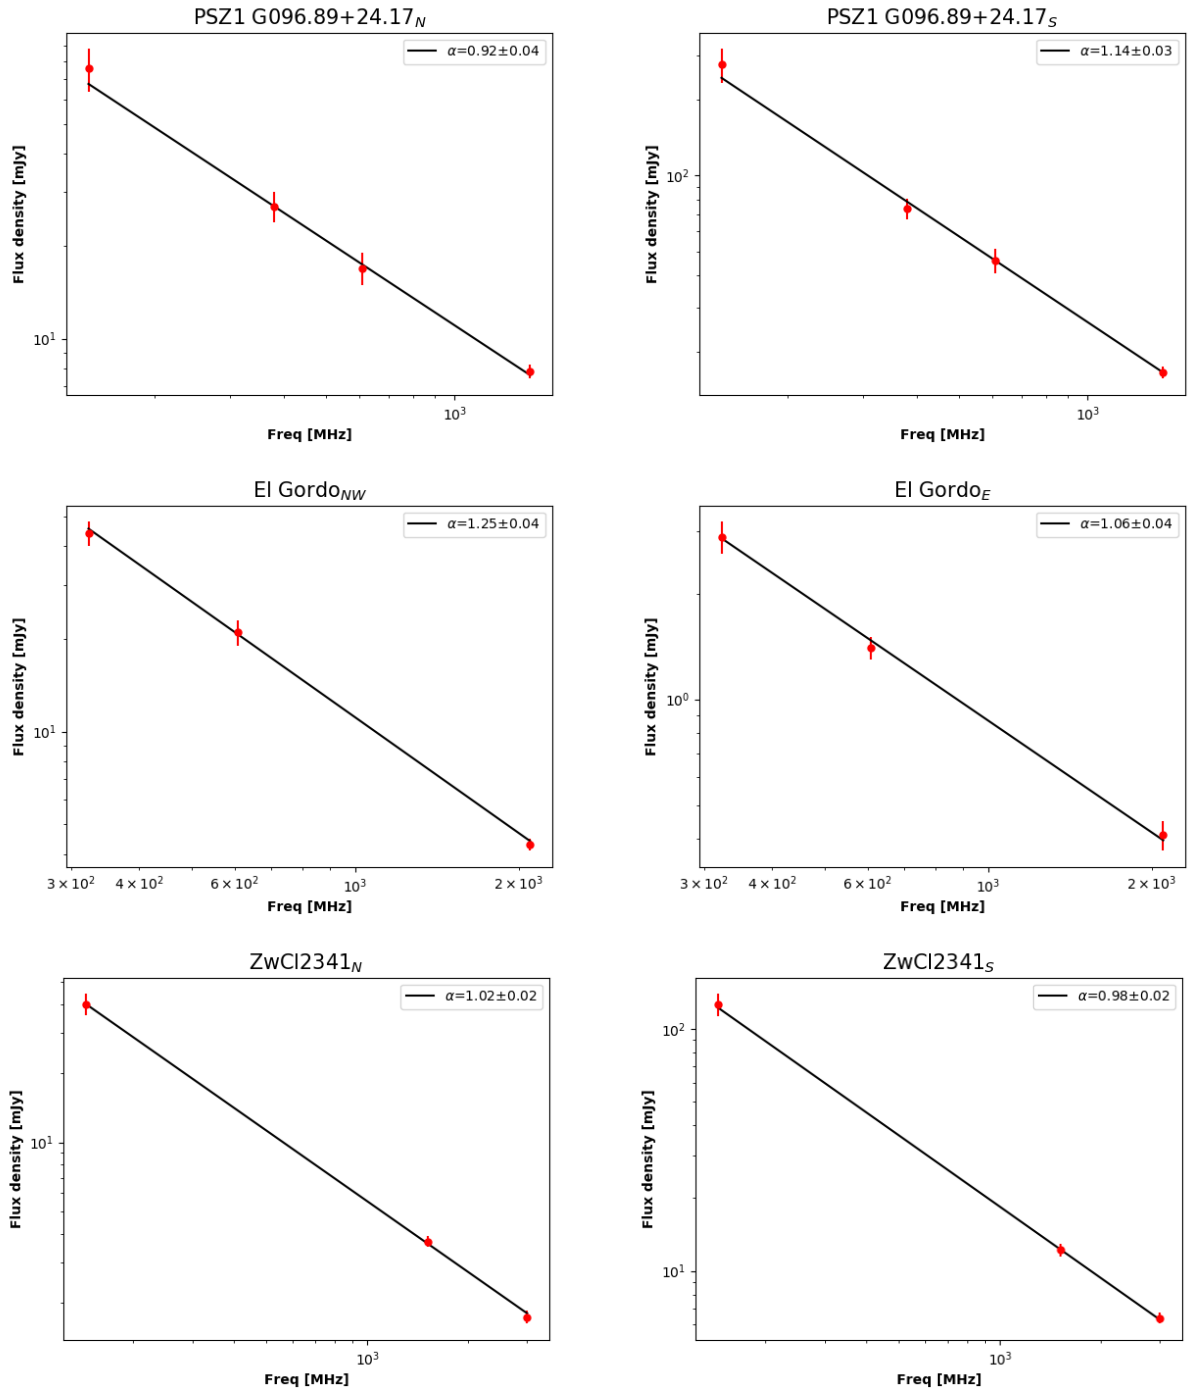 PSZ1 G096.89+24.17N
α=0.92±0.04
Flux density [mJy]
10¹
10³
Freq [MHz]
PSZ1 G096.89+24.17S
α=1.14±0.03
Flux density [mJy]
10²
10³
Freq [MHz]
El GordoNW
α=1.25±0.04
Flux density [mJy]
10¹
3 × 10² 4 × 10² 6 × 10² 10³ 2 × 10³
Freq [MHz]
El GordoE
α=1.06±0.04
Flux density [mJy]
10⁰
3 × 10² 4 × 10² 6 × 10² 10³ 2 × 10³
Freq [MHz]
ZwCl2341N
α=1.02±0.02
Flux density [mJy]
10¹
10³
Freq [MHz]
ZwCl2341S
α=0.98±0.02
Flux density [mJy]
10²
10¹
10³
Freq [MHz]